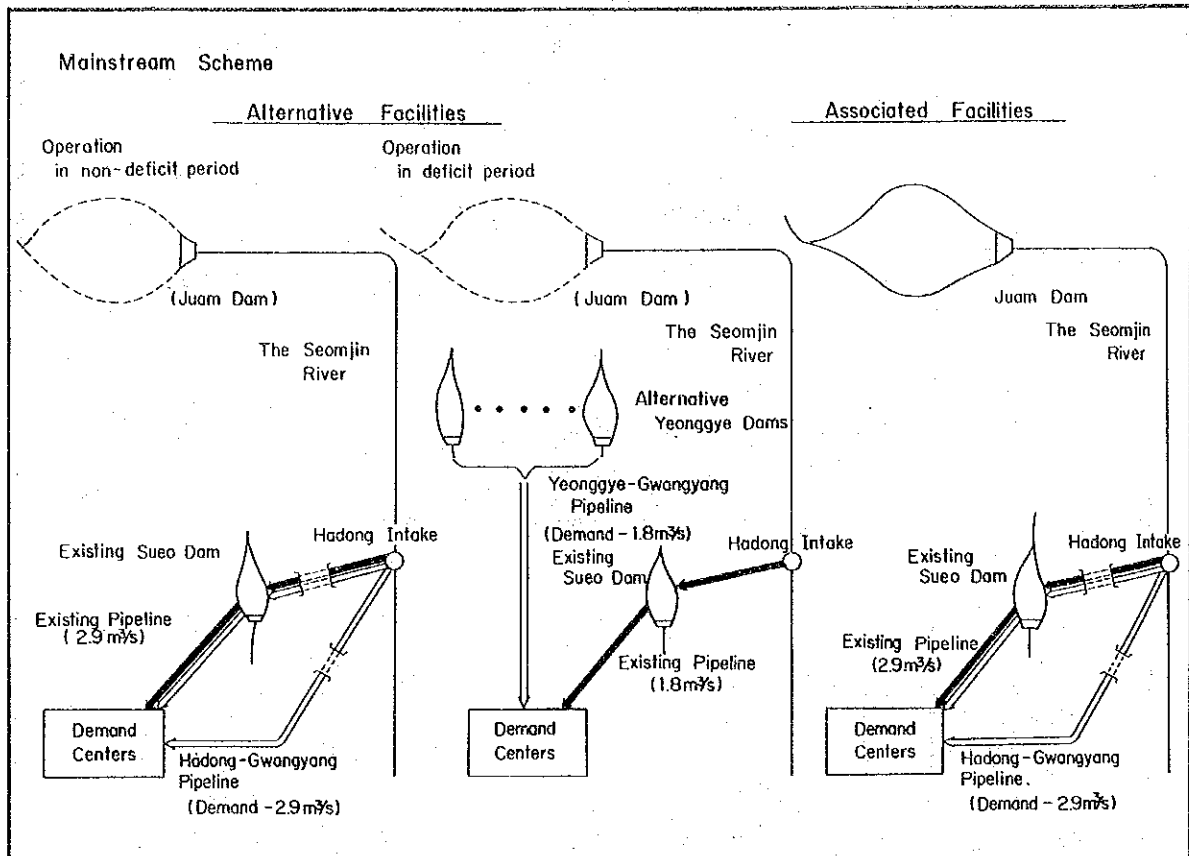 Mainstream Scheme
Alternative Facilities
Associated Facilities
Operation
in non-deficit period
Operation
in deficit period
(Juam Dam)
(Juam Dam)
Juam Dam
The Seomjin
River
The Seomjin
River
The Seomjin
River
Alternative
Yeonggye Dams
Yeonggye-Gwangyang
Pipeline
(Demand - 1.8m³/s)
Existing Sueo Dam
Hadong Intake
Existing Pipeline
(2.9m³/s)
Demand
Centers
Hadong-Gwangyang
Pipeline
(Demand - 2.9m³/s)
Existing
Sueo Dam
Hadong Intake
Existing Pipeline
(1.8m³/s)
Demand
Centers
Existing
Sueo Dam
Hadong Intake
Existing Pipeline
(2.9m³/s)
Demand
Centers
Hadong-Gwangyang
Pipeline.
(Demand - 2.9m³/s)